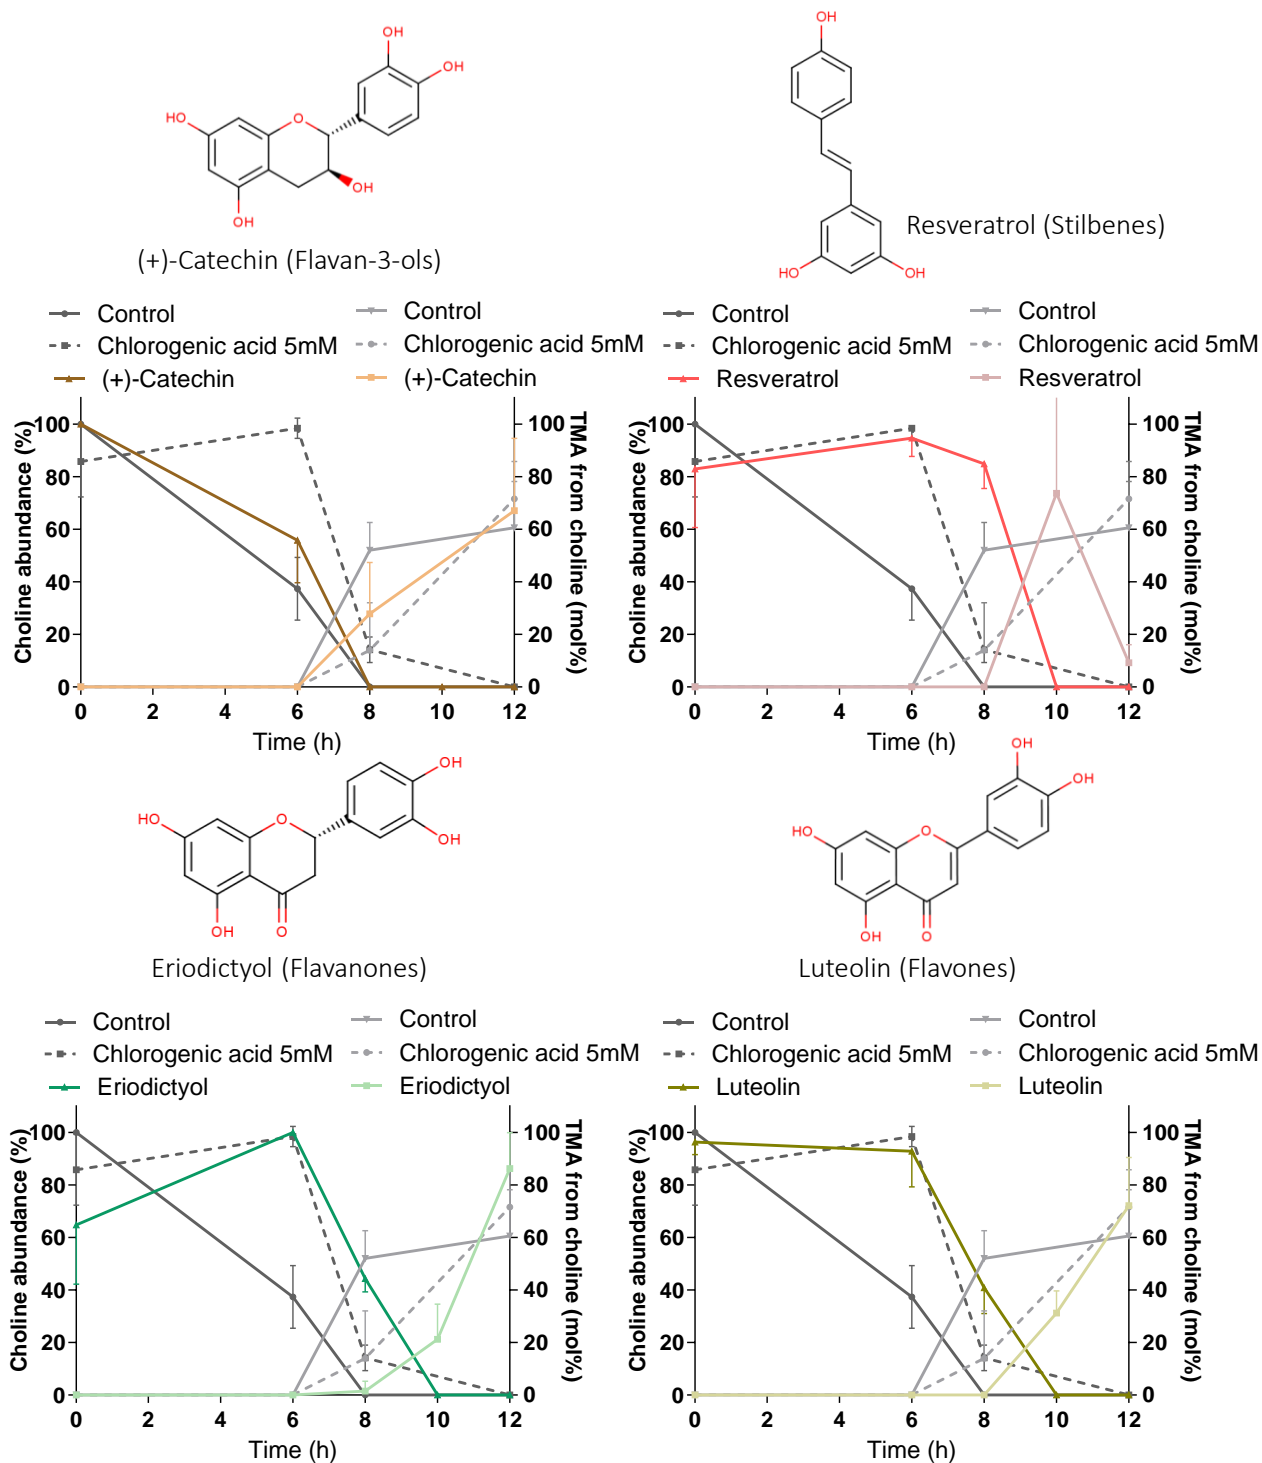 OH
OH
HO
O
OH
OH
(+)-Catechin (Flavan-3-ols)
OH
HO
OH
Resveratrol (Stilbenes)
Control
Control
Chlorogenic acid 5mM
Chlorogenic acid 5mM
(+)-Catechin
(+)-Catechin
Choline abundance (%)
100
80
60
40
20
0
TMA from choline (mol%)
100
80
60
40
20
0
0 2 4 6 8 10 12
Time (h)
Control
Control
Chlorogenic acid 5mM
Chlorogenic acid 5mM
Resveratrol
Resveratrol
Choline abundance (%)
100
80
60
40
20
0
TMA from choline (mol%)
100
80
60
40
20
0
0 2 4 6 8 10 12
Time (h)
OH
HO
O
OH
OH
O
Eriodictyol (Flavanones)
OH
OH
HO
O
OH
O
Luteolin (Flavones)
Control
Control
Chlorogenic acid 5mM
Chlorogenic acid 5mM
Eriodictyol
Eriodictyol
Choline abundance (%)
100
80
60
40
20
0
TMA from choline (mol%)
100
80
60
40
20
0
0 2 4 6 8 10 12
Time (h)
Control
Control
Chlorogenic acid 5mM
Chlorogenic acid 5mM
Luteolin
Luteolin
Choline abundance (%)
100
80
60
40
20
0
TMA from choline (mol%)
100
80
60
40
20
0
0 2 4 6 8 10 12
Time (h)